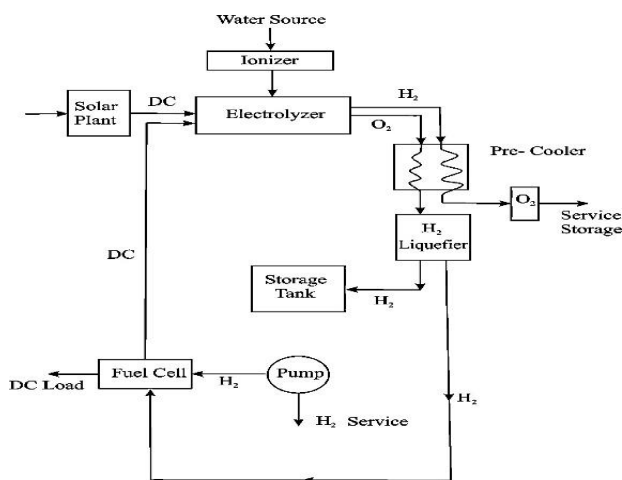 Water Source
Ionizer
Solar
Plant
DC
Electrolyzer
H₂
O₂
Pre- Cooler
O₂
Service
Storage
H₂
Liquefier
DC
Storage
Tank
H₂
DC Load
Fuel Cell
H₂
Pump
H₂
H₂ Service